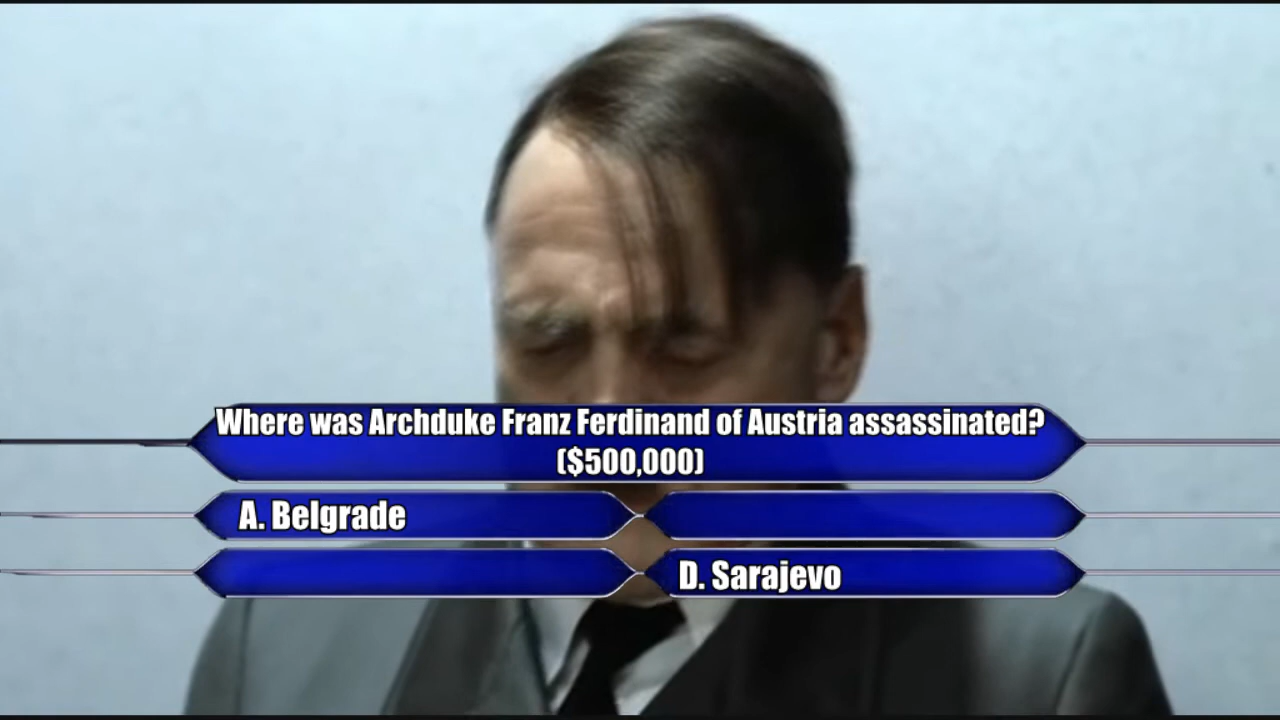 Where was Archduke Franz Ferdinand of Austria assassinated?
($500,000)
A. Belgrade
D. Sarajevo